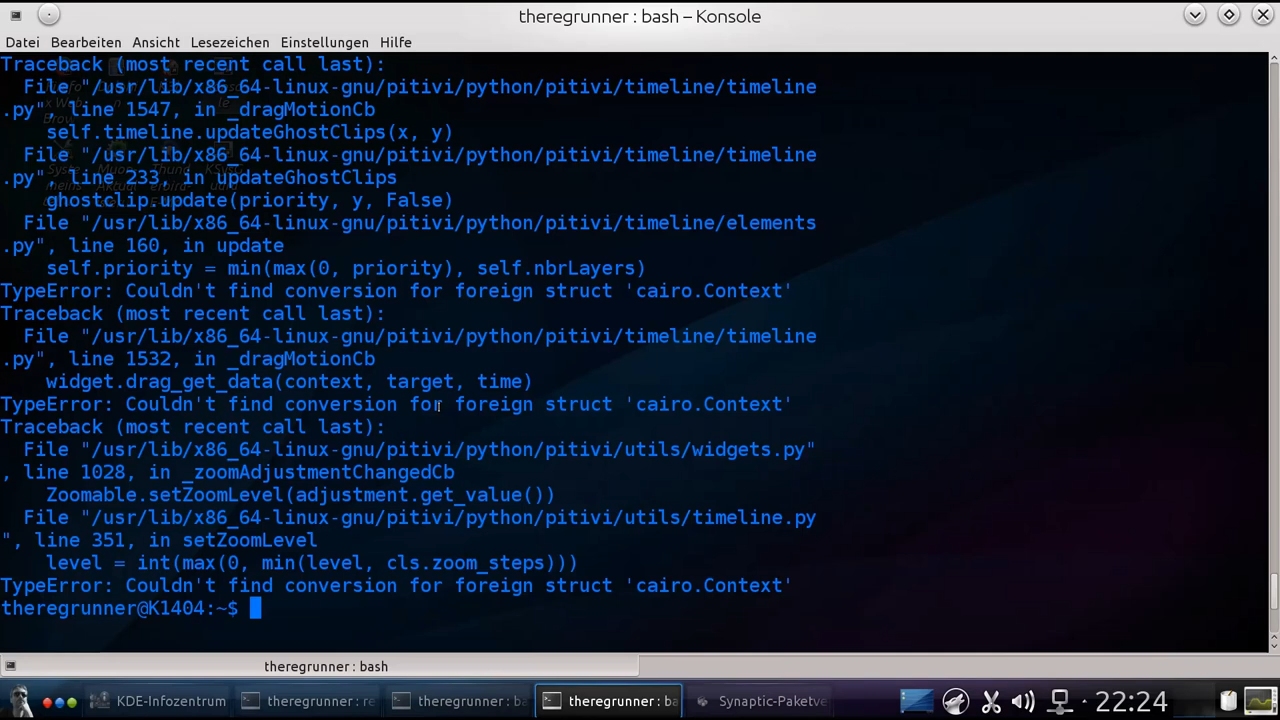 theregrunner : bash – Konsole
Datei Bearbeiten Ansicht Lesezeichen Einstellungen Hilfe
Traceback (most recent call last):
  File "/usr/lib/x86_64-linux-gnu/pitivi/python/pitivi/timeline/timeline
.py", line 1547, in _dragMotionCb
    self.timeline.updateGhostClips(x, y)
  File "/usr/lib/x86_64-linux-gnu/pitivi/python/pitivi/timeline/timeline
.py", line 233, in updateGhostClips
    ghostclip.update(priority, y, False)
  File "/usr/lib/x86_64-linux-gnu/pitivi/python/pitivi/timeline/elements
.py", line 160, in update
    self.priority = min(max(0, priority), self.nbrLayers)
TypeError: Couldn't find conversion for foreign struct 'cairo.Context'
Traceback (most recent call last):
  File "/usr/lib/x86_64-linux-gnu/pitivi/python/pitivi/timeline/timeline
.py", line 1532, in _dragMotionCb
    widget.drag_get_data(context, target, time)
TypeError: Couldn't find conversion for foreign struct 'cairo.Context'
Traceback (most recent call last):
  File "/usr/lib/x86_64-linux-gnu/pitivi/python/pitivi/utils/widgets.py"
, line 1028, in _zoomAdjustmentChangedCb
    Zoomable.setZoomLevel(adjustment.get_value())
  File "/usr/lib/x86_64-linux-gnu/pitivi/python/pitivi/utils/timeline.py
", line 351, in setZoomLevel
    level = int(max(0, min(level, cls.zoom_steps)))
TypeError: Couldn't find conversion for foreign struct 'cairo.Context'
theregrunner@K1404:~$
theregrunner : bash
KDE-Infozentrum theregrunner : re theregrunner : ba theregrunner : ba Synaptic-Paketve 22:24